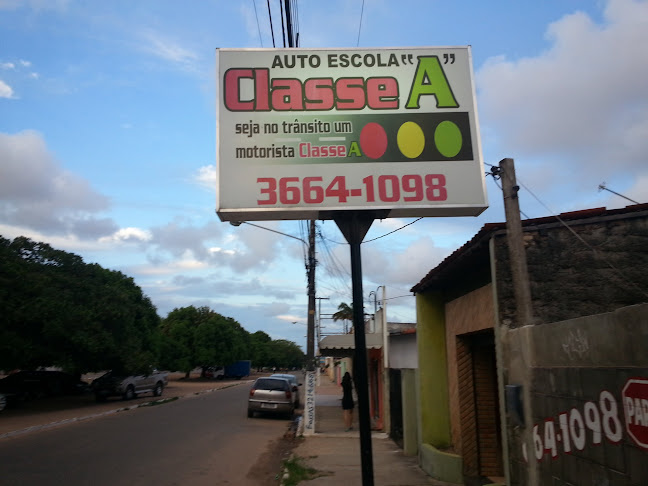 AUTO ESCOLA "
Classe A "
seja no trânsito um
motorista Classe A
3664-1098
64-1098